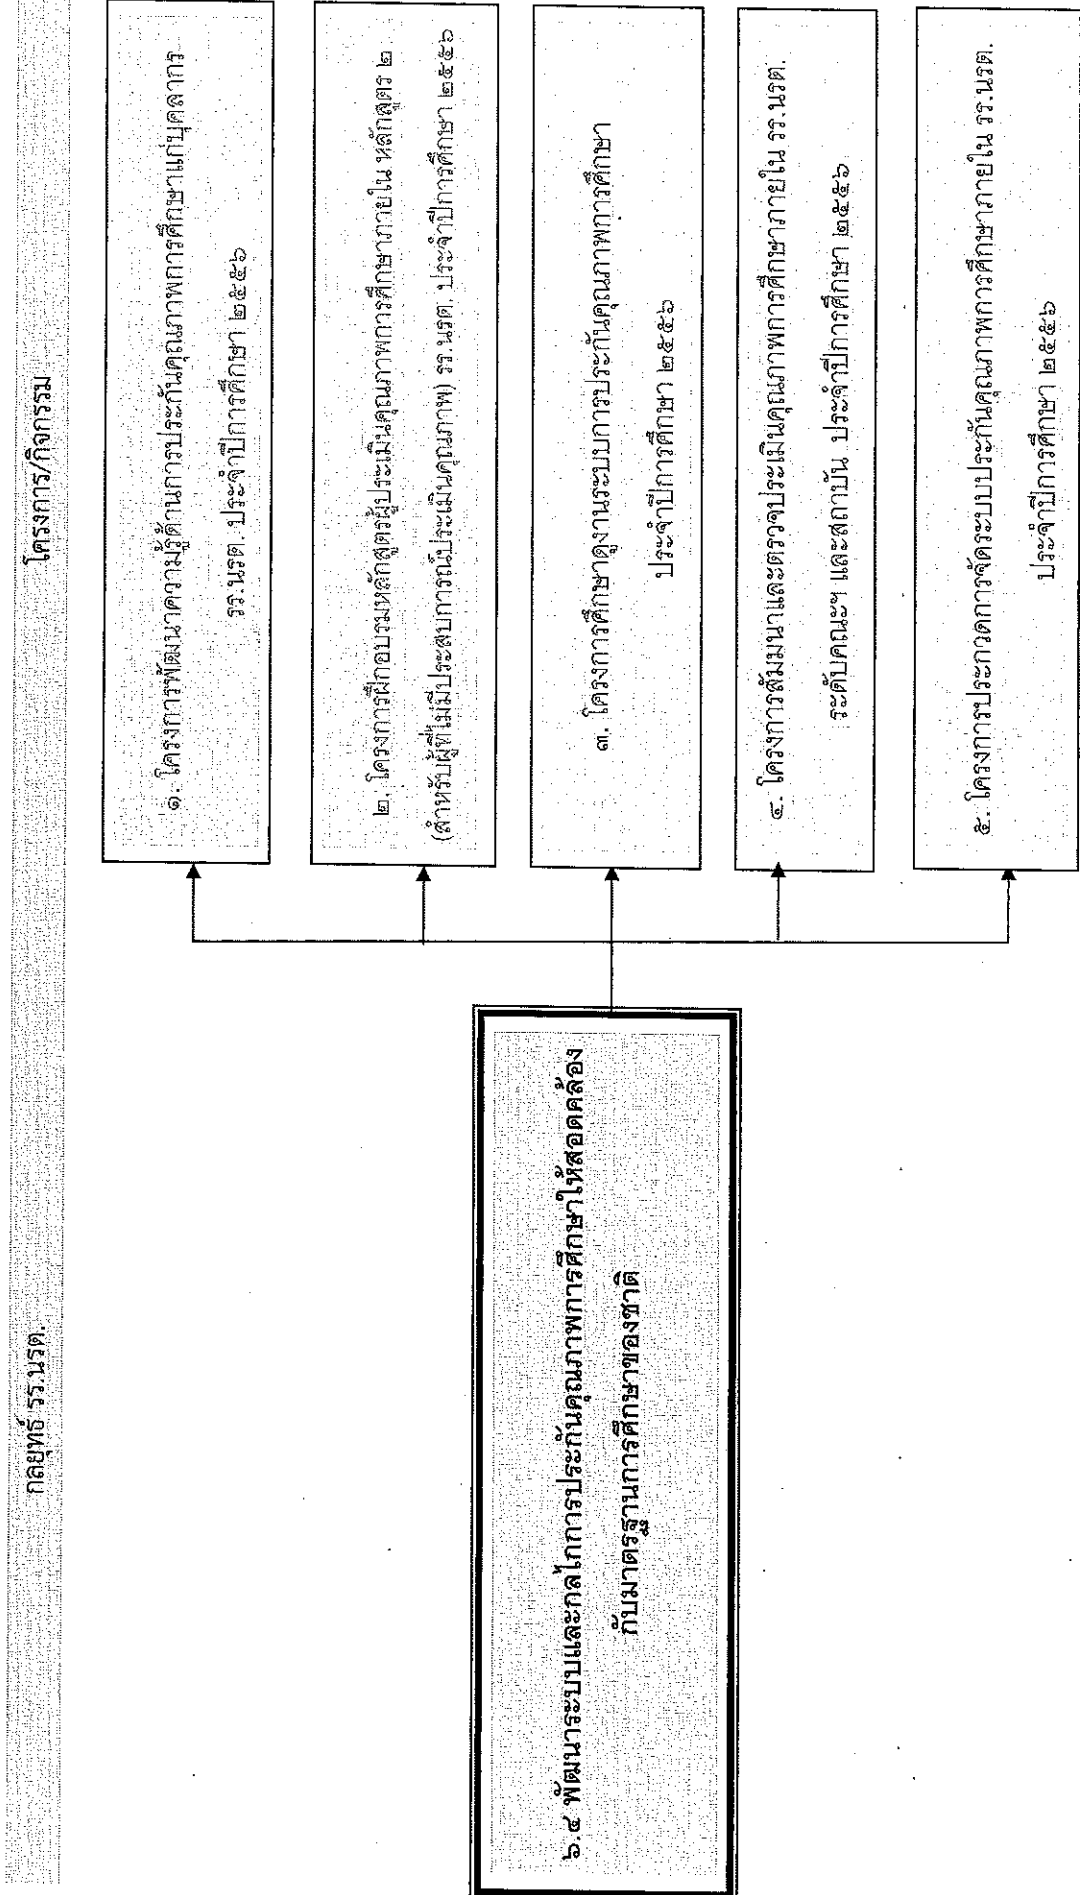 กลยุทธ์ รร.นรต.
โครงการ/กิจกรรม
๖.๔ พัฒนาระบบและกลไกการประกันคุณภาพการศึกษาให้สอดคล้อง
กับมาตรฐานการศึกษาของชาติ
๑. โครงการพัฒนาความรู้ด้านการประกันคุณภาพการศึกษาแก่บุคลากร
รร.นรต. ประจำปีการศึกษา ๒๕๕๖
๒. โครงการฝึกอบรมหลักสูตรผู้ประเมินคุณภาพการศึกษาภายใน หลักสูตร ๒
(สำหรับผู้ที่ไม่มีประสบการณ์ประเมินคุณภาพ) รร.นรต. ประจำปีการศึกษา ๒๕๕๖
๓. โครงการศึกษาดูงานระบบการประกันคุณภาพการศึกษา
ประจำปีการศึกษา ๒๕๕๖
๔. โครงการสัมมนาและตรวจประเมินคุณภาพการศึกษาภายใน รร.นรต.
ระดับคณะฯ และสถาบัน ประจำปีการศึกษา ๒๕๕๖
๕. โครงการประกวดการจัดระบบประกันคุณภาพการศึกษาภายใน รร.นรต.
ประจำปีการศึกษา ๒๕๕๖